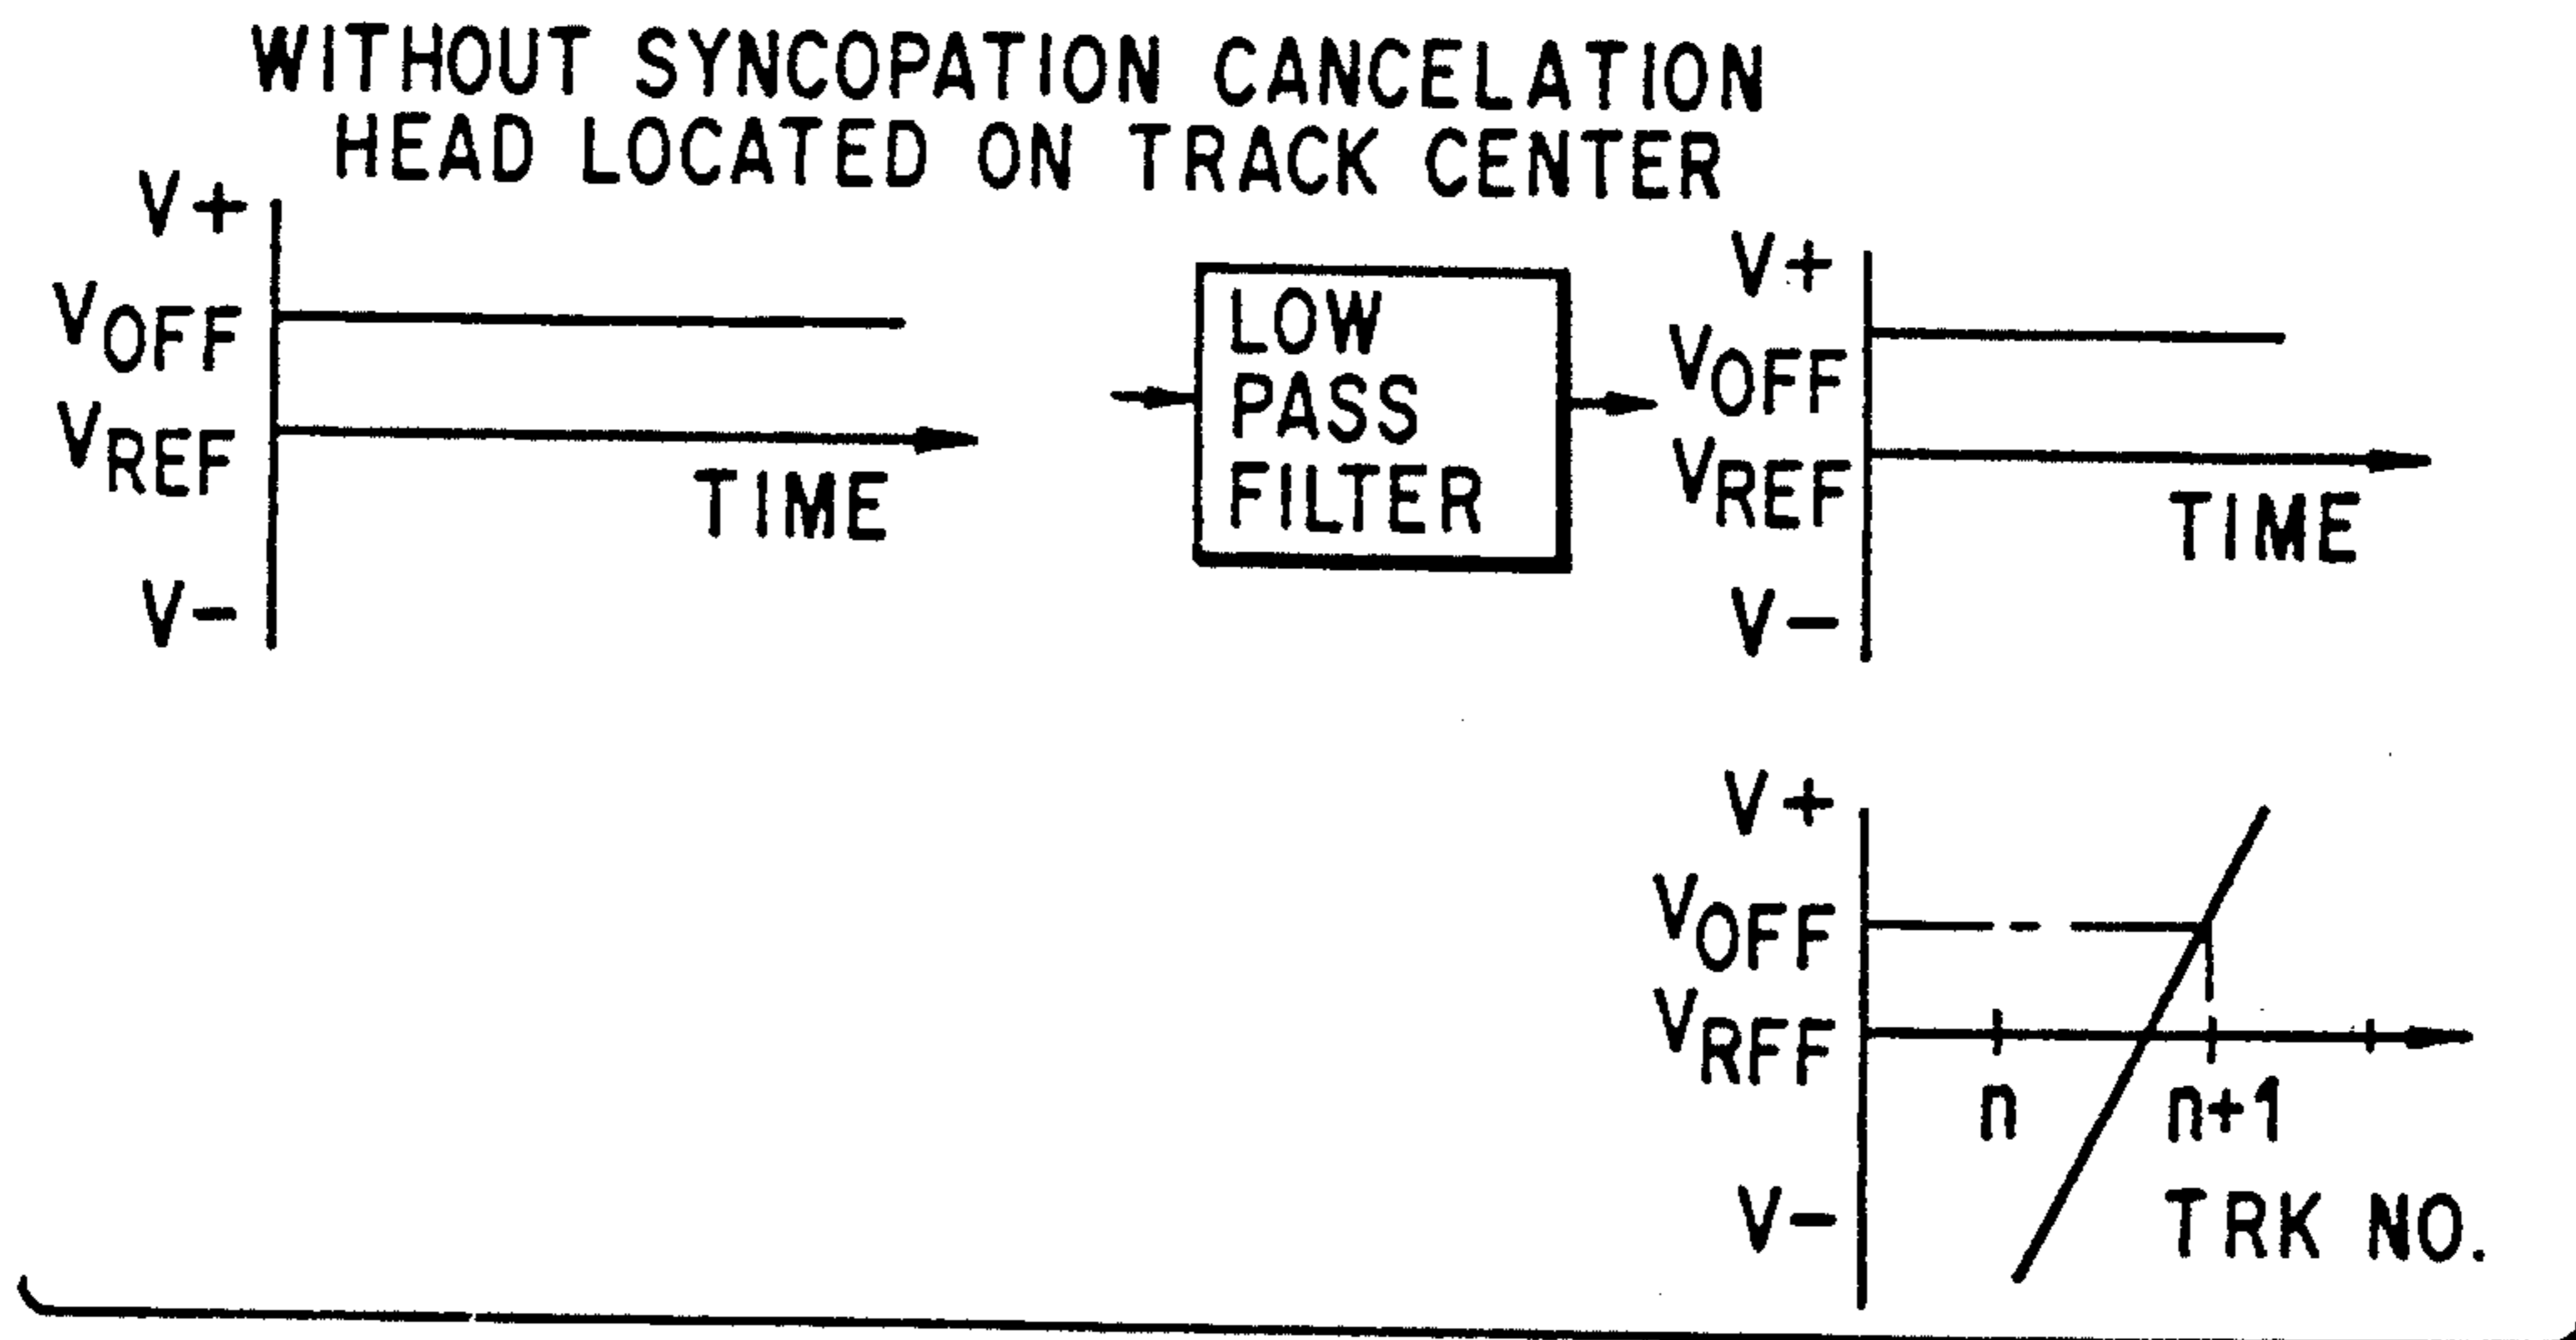 WITHOUT SYNCOPATION CANCELATION
HEAD LOCATED ON TRACK CENTER
V+
VOFF
VREF
TIME
V-
LOW
PASS
FILTER
V+
VOFF
VREF
TIME
V-
V+
VOFF
VRFF
n
n+1
V-
TRK NO.